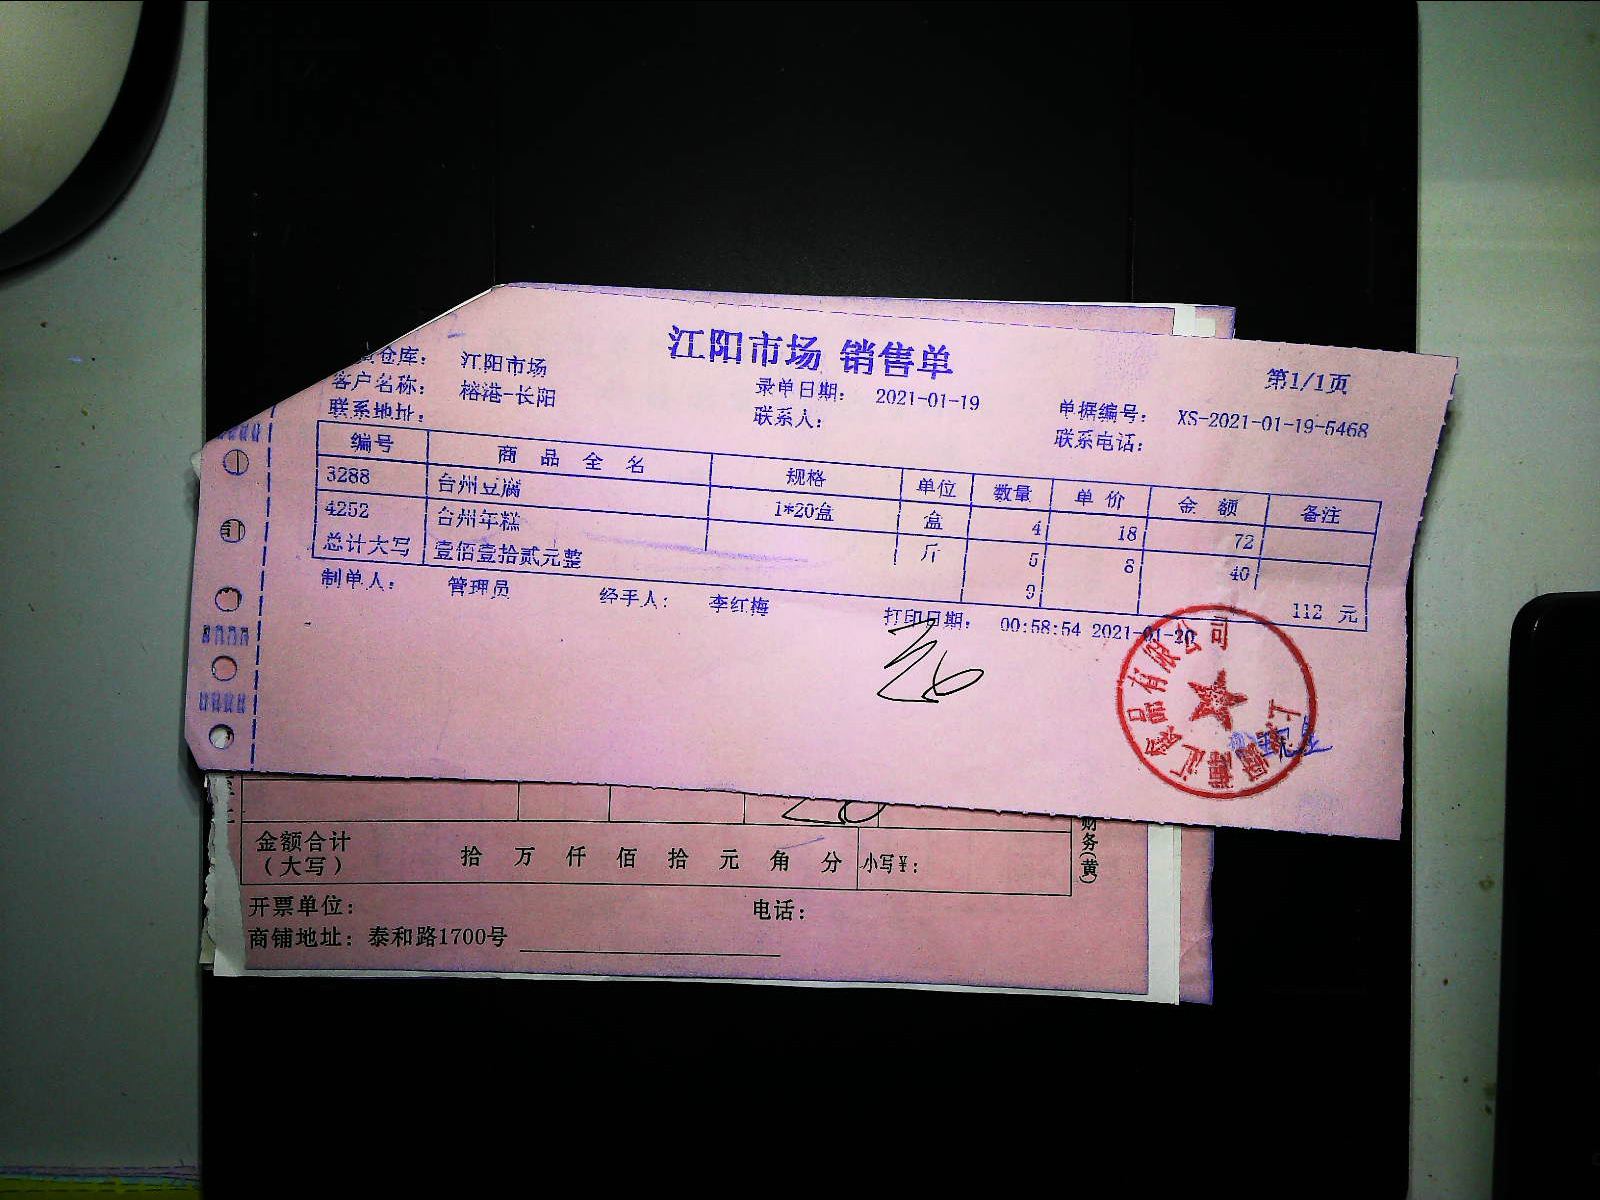 江阳市场 销售单
第1/1页
仓库： 江阳市场
客户名称： 榕港-长阳 录单日期： 2021-01-19 单据编号： XS-2021-01-19-5468
联系地址： 联系人： 联系电话：
编号 商品全名 规格 单位 数量 单价 金额 备注
3288 台州豆腐 1*20盒 盒 4 18 72
4252 台州年糕 斤 5 8 40
总计大写 壹佰壹拾贰元整 9 112 元
制单人： 管理员 经手人： 李红梅 打印日期： 00:58:54 2021-01-20
品有限公司
金额合计
（大写） 拾 万 仟 佰 拾 元 角 分 小写¥：
财务(黄)
开票单位： 电话：
商铺地址：泰和路1700号